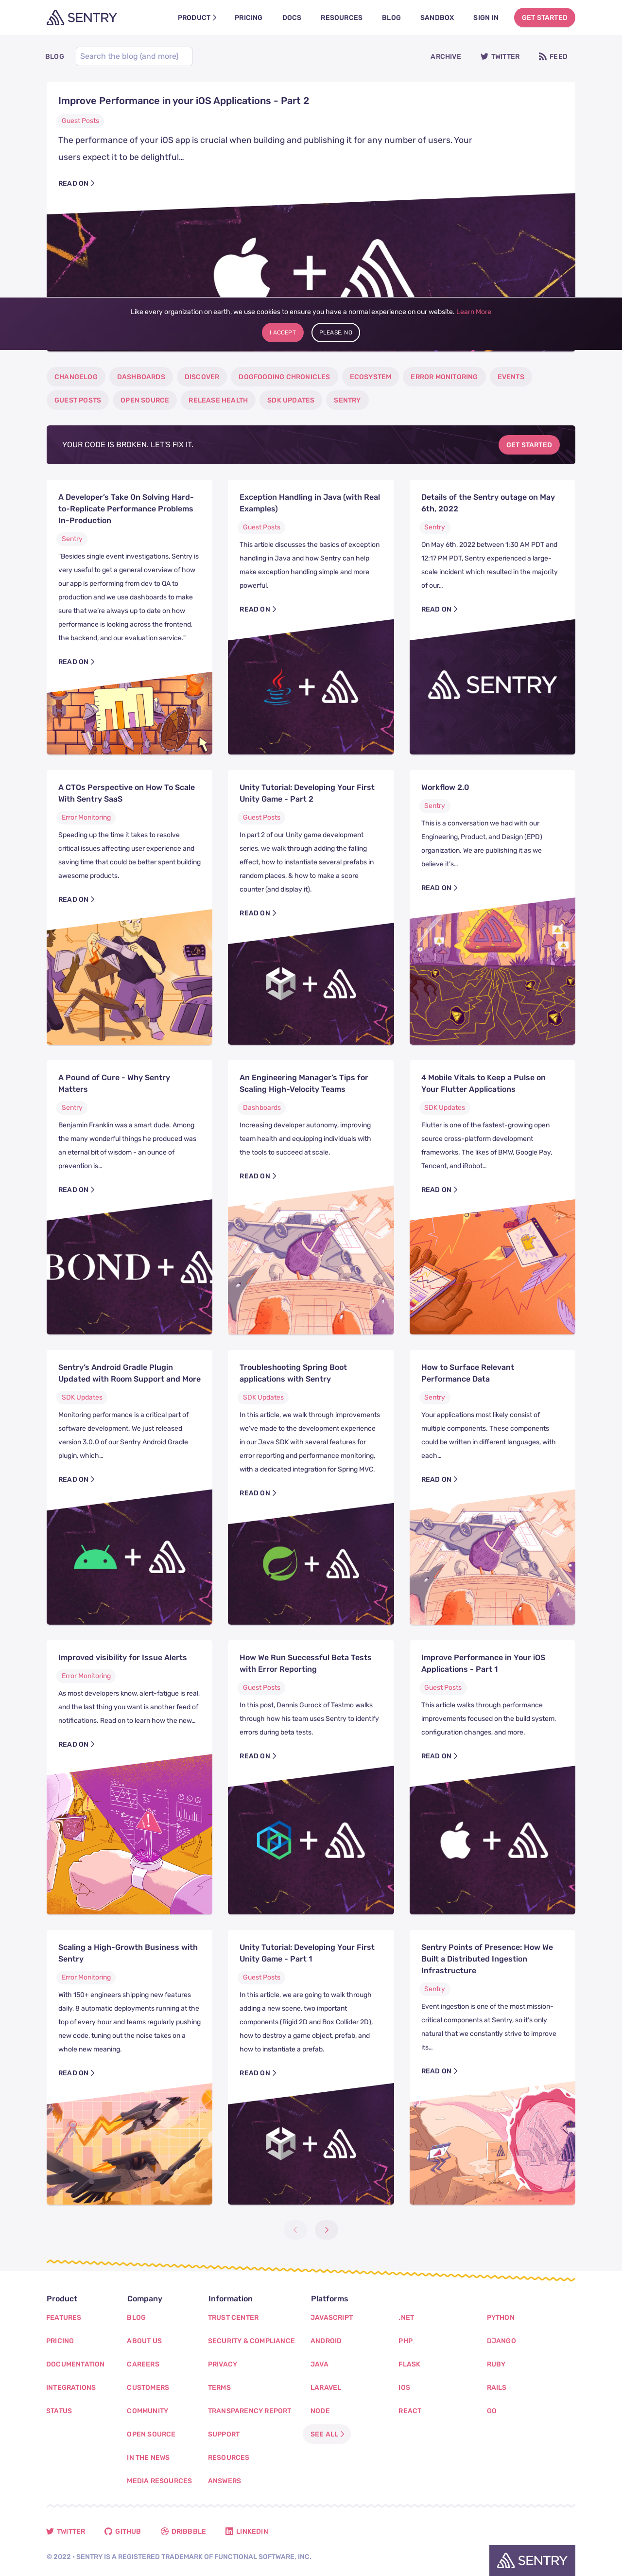 SENTRY
PRODUCT
PRICING
DOCS
RESOURCES
BLOG
SANDBOX
SIGN IN
GET STARTED
BLOG
Search the blog (and more)
ARCHIVE
TWITTER
FEED
Improve Performance in your iOS Applications - Part 2
Guest Posts
The performance of your iOS app is crucial when building and publishing it for any number of users. Your
users expect it to be delightful...
READ ON
Like every organization on earth, we use cookies to ensure you have a normal experience on our website. Learn More
I ACCEPT
PLEASE, NO
CHANGELOG
DASHBOARDS
DISCOVER
DOGFOODING CHRONICLES
ECOSYSTEM
ERROR MONITORING
EVENTS
GUEST POSTS
OPEN SOURCE
RELEASE HEALTH
SDK UPDATES
SENTRY
YOUR CODE IS BROKEN. LET'S FIX IT.
GET STARTED
A Developer's Take On Solving Hard-
to-Replicate Performance Problems
In-Production
Sentry
"Besides single event investigations, Sentry is
very useful to get a general overview of how
our app is performing from dev to QA to
production and we use dashboards to make
sure that we're always up to date on how
performance is looking across the frontend,
the backend, and our evaluation service."
READ ON
Exception Handling in Java (with Real
Examples)
Guest Posts
This article discusses the basics of exception
handling in Java and how Sentry can help
make exception handling simple and more
powerful.
READ ON
Details of the Sentry outage on May
6th, 2022
Sentry
On May 6th, 2022 between 1:30 AM PDT and
12:17 PM PDT, Sentry experienced a large-
scale incident which resulted in the majority
of our...
READ ON
SENTRY
A CTOs Perspective on How To Scale
With Sentry SaaS
Error Monitoring
Speeding up the time it takes to resolve
critical issues affecting user experience and
saving time that could be better spent building
awesome products.
READ ON
Unity Tutorial: Developing Your First
Unity Game - Part 2
Guest Posts
In part 2 of our Unity game development
series, we walk through adding the falling
effect, how to instantiate several prefabs in
random places, & how to make a score
counter (and display it).
READ ON
Workflow 2.0
Sentry
This is a conversation we had with our
Engineering, Product, and Design (EPD)
organization. We are publishing it as we
believe it's...
READ ON
A Pound of Cure - Why Sentry
Matters
Sentry
Benjamin Franklin was a smart dude. Among
the many wonderful things he produced was
an eternal bit of wisdom - an ounce of
prevention is...
READ ON
BOND +
An Engineering Manager's Tips for
Scaling High-Velocity Teams
Dashboards
Increasing developer autonomy, improving
team health and equipping individuals with
the tools to succeed at scale.
READ ON
4 Mobile Vitals to Keep a Pulse on
Your Flutter Applications
SDK Updates
Flutter is one of the fastest-growing open
source cross-platform development
frameworks. The likes of BMW, Google Pay,
Tencent, and iRobot...
READ ON
Sentry's Android Gradle Plugin
Updated with Room Support and More
SDK Updates
Monitoring performance is a critical part of
software development. We just released
version 3.0.0 of our Sentry Android Gradle
plugin, which...
READ ON
Troubleshooting Spring Boot
applications with Sentry
SDK Updates
In this article, we walk through improvements
we've made to the development experience
in our Java SDK with several features for
error reporting and performance monitoring,
with a dedicated integration for Spring MVC.
READ ON
How to Surface Relevant
Performance Data
Sentry
Your applications most likely consist of
multiple components. These components
could be written in different languages, with
each...
READ ON
Improved visibility for Issue Alerts
Error Monitoring
As most developers know, alert-fatigue is real,
and the last thing you want is another feed of
notifications. Read on to learn how the new...
READ ON
How We Run Successful Beta Tests
with Error Reporting
Guest Posts
In this post, Dennis Gurock of Testmo walks
through how his team uses Sentry to identify
errors during beta tests.
READ ON
Improve Performance in Your iOS
Applications - Part 1
Guest Posts
This article walks through performance
improvements focused on the build system,
configuration changes, and more.
READ ON
Scaling a High-Growth Business with
Sentry
Error Monitoring
With 150+ engineers shipping new features
daily, 8 automatic deployments running at the
top of every hour and teams regularly pushing
new code, tuning out the noise takes on a
whole new meaning.
READ ON
Unity Tutorial: Developing Your First
Unity Game - Part 1
Guest Posts
In this article, we are going to walk through
adding a new scene, two important
components (Rigid 2D and Box Collider 2D),
how to destroy a game object, prefab, and
how to instantiate a prefab.
READ ON
Sentry Points of Presence: How We
Built a Distributed Ingestion
Infrastructure
Sentry
Event ingestion is one of the most mission-
critical components at Sentry, so it's only
natural that we constantly strive to improve
its...
READ ON
Product
FEATURES
PRICING
DOCUMENTATION
INTEGRATIONS
STATUS
Company
BLOG
ABOUT US
CAREERS
CUSTOMERS
COMMUNITY
OPEN SOURCE
IN THE NEWS
MEDIA RESOURCES
Information
TRUST CENTER
SECURITY & COMPLIANCE
PRIVACY
TERMS
TRANSPARENCY REPORT
SUPPORT
RESOURCES
ANSWERS
Platforms
JAVASCRIPT
ANDROID
JAVA
LARAVEL
NODE
SEE ALL
.NET
PHP
FLASK
IOS
REACT
PYTHON
DJANGO
RUBY
RAILS
GO
TWITTER
GITHUB
DRIBBBLE
LINKEDIN
© 2022 • SENTRY IS A REGISTERED TRADEMARK OF FUNCTIONAL SOFTWARE, INC.
SENTRY